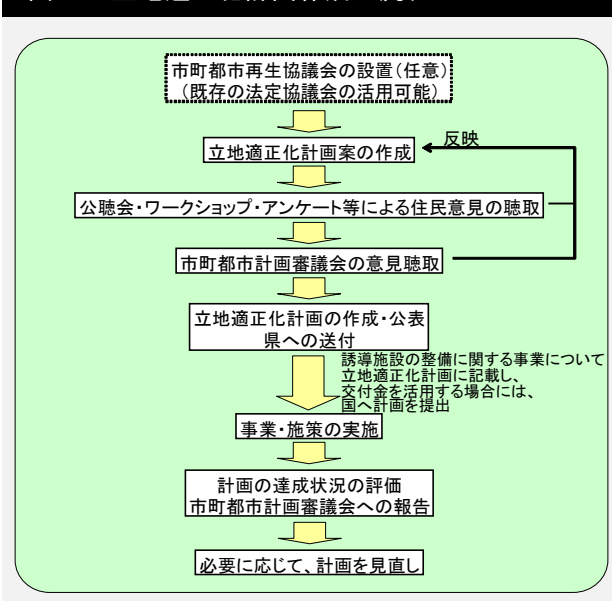 市町都市再生協議会の設置(任意)
(既存の法定協議会の活用可能)
立地適正化計画案の作成
反映
公聴会・ワークショップ・アンケート等による住民意見の聴取
市町都市計画審議会の意見聴取
立地適正化計画の作成・公表
県への送付
誘導施設の整備に関する事業について
立地適正化計画に記載し、
交付金を活用する場合には、
国へ計画を提出
事業・施策の実施
計画の達成状況の評価
市町都市計画審議会への報告
必要に応じて、計画を見直し